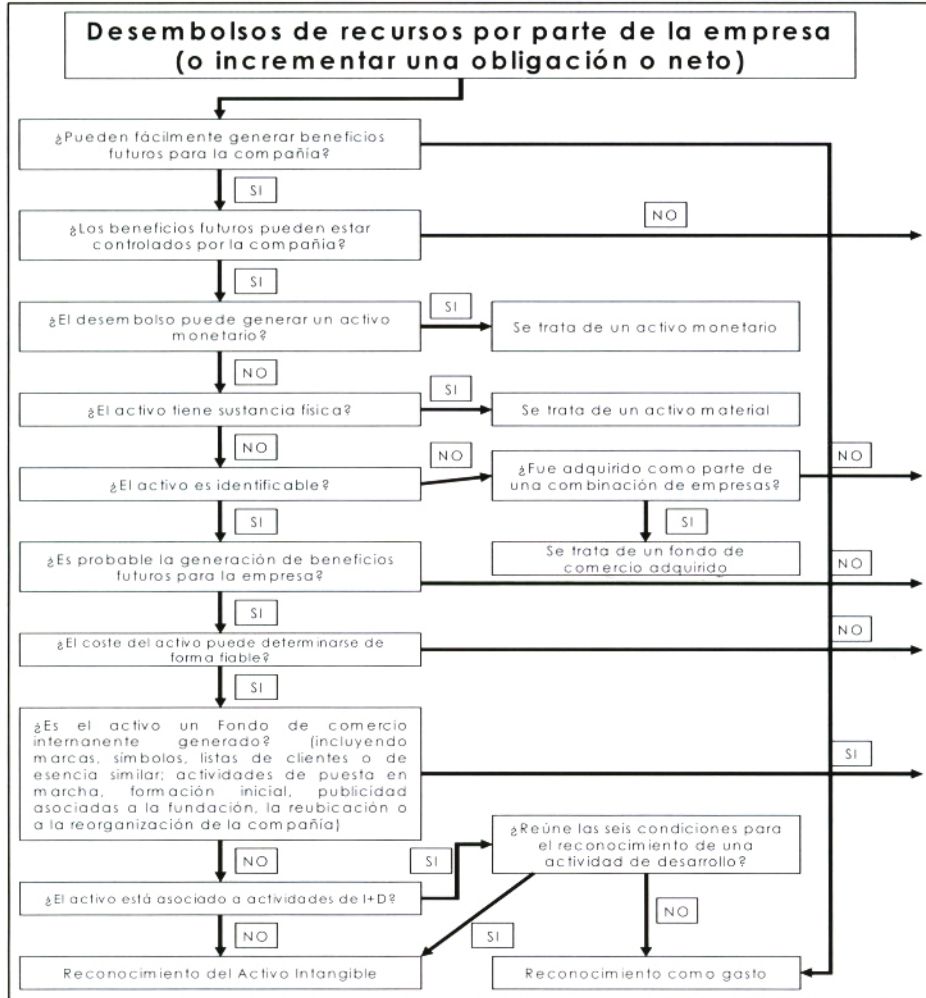 Desembolsos de recursos por parte de la empresa
(o incrementar una obligación o neto)
¿Pueden fácilmente generar beneficios
futuros para la compañía?
SI
¿Los beneficios futuros pueden estar
controlados por la compañía?
NO
SI
¿El desembolso puede generar un activo
monetario?
SI
Se trata de un activo monetario
NO
¿El activo tiene sustancia física?
SI
Se trata de un activo material
NO
¿El activo es identificable?
NO
¿Fue adquirido como parte de
una combinación de empresas?
NO
SI
SI
Se trata de un fondo de
comercio adquirido
¿Es probable la generación de beneficios
futuros para la empresa?
NO
SI
¿El coste del activo puede determinarse de
forma fiable?
NO
SI
¿Es el activo un Fondo de comercio
internanente generado? (incluyendo
marcas, simbolos, listas de clientes o de
esencia similar; actividades de puesta en
marcha, formación inicial, publicidad
asociadas a la fundación, la reubicación o
a la reorganización de la compañía)
SI
NO
¿El activo está asociado a actividades de I+D?
SI
¿Reúne las seis condiciones para
el reconocimiento de una
actividad de desarrollo?
NO
SI
NO
Reconocimiento del Activo Intangible
Reconocimiento como gasto